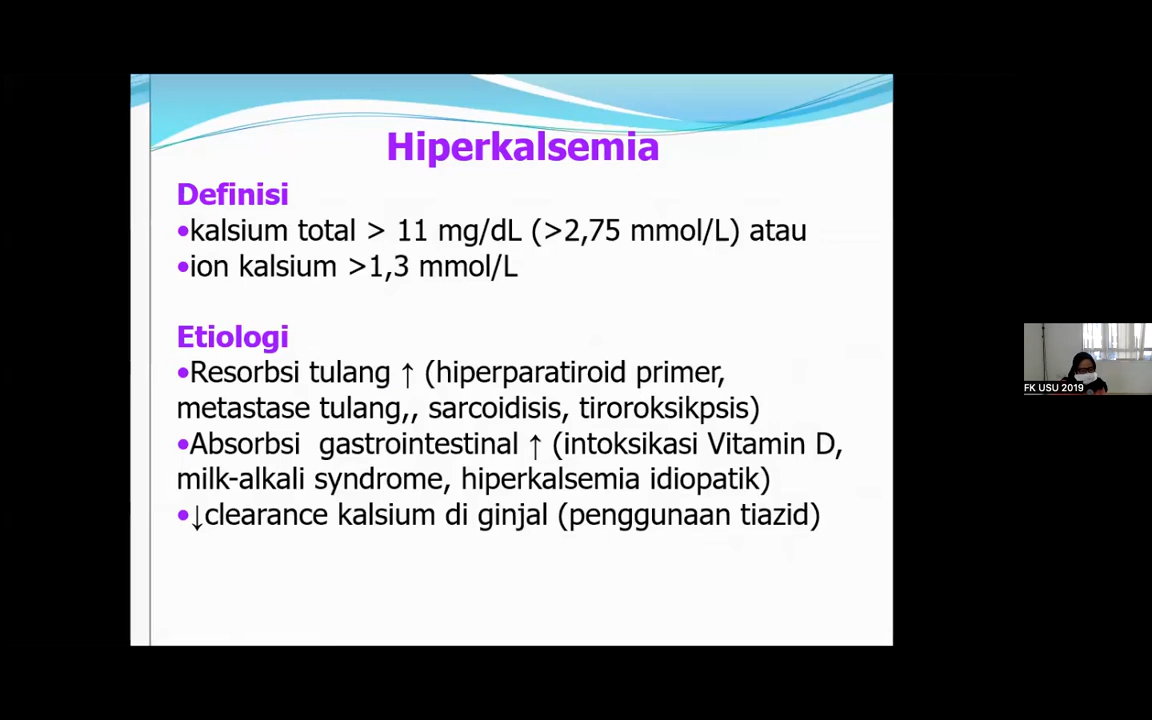 Hiperkalsemia
Definisi
•kalsium total > 11 mg/dL (>2,75 mmol/L) atau
•ion kalsium >1,3 mmol/L
Etiologi
•Resorbsi tulang ↑ (hiperparatiroid primer,
metastase tulang,, sarcoidisis, tiroroksikpsis)
•Absorbsi  gastrointestinal ↑ (intoksikasi Vitamin D,
milk-alkali syndrome, hiperkalsemia idiopatik)
•↓clearance kalsium di ginjal (penggunaan tiazid)
FK USU 2019